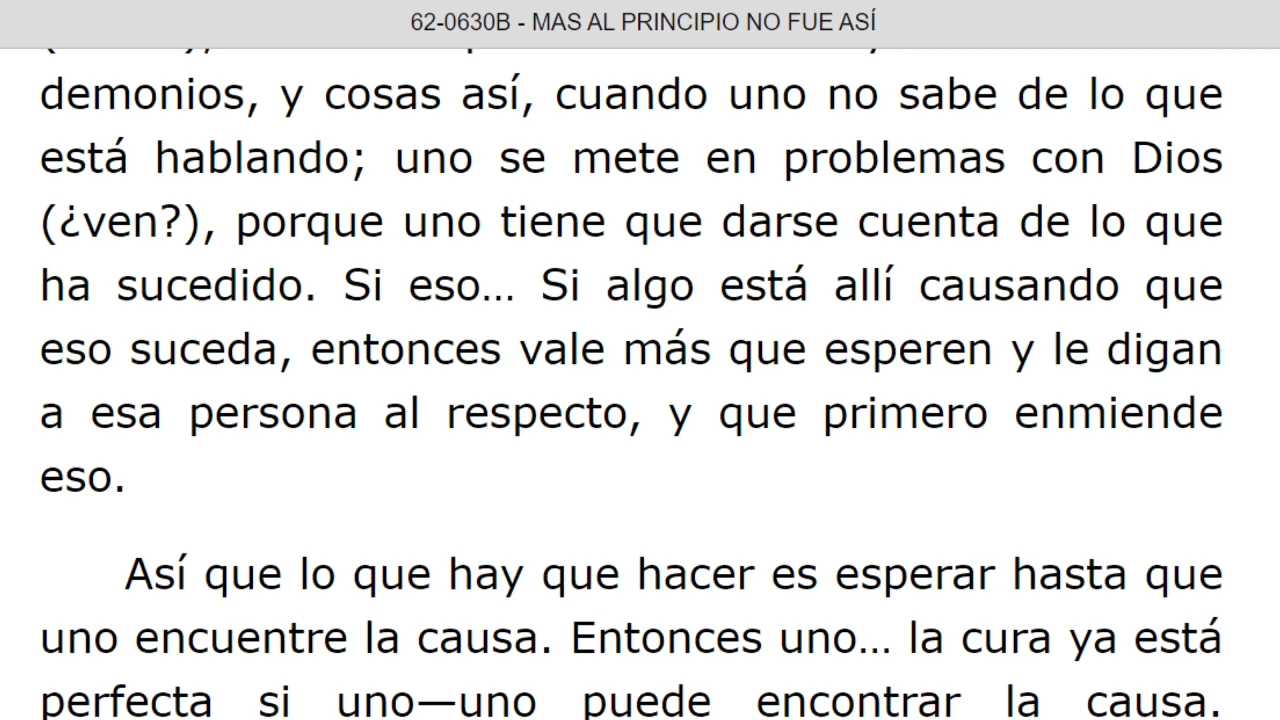 62-0630B - MAS AL PRINCIPIO NO FUE ASÍ
demonios, y cosas así, cuando uno no sabe de lo que
está hablando; uno se mete en problemas con Dios
(¿ven?), porque uno tiene que darse cuenta de lo que
ha sucedido. Si eso… Si algo está allí causando que
eso suceda, entonces vale más que esperen y le digan
a esa persona al respecto, y que primero enmiende
eso.
Así que lo que hay que hacer es esperar hasta que
uno encuentre la causa. Entonces uno… la cura ya está
perfecta si uno—uno puede encontrar la causa.